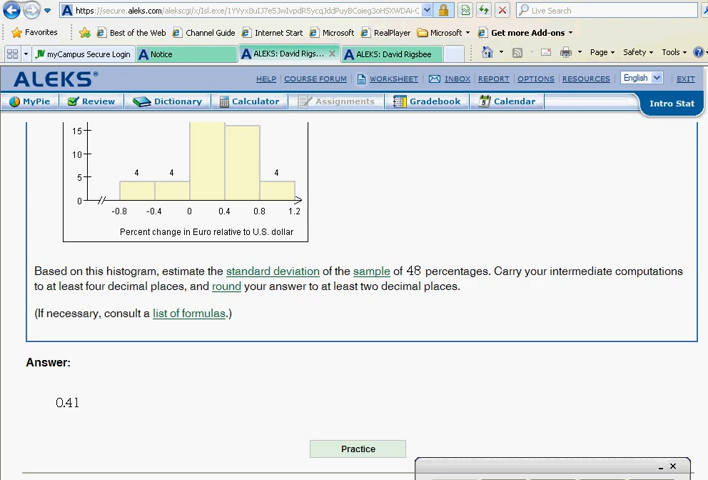 https://secure.aleks.com/alekscgi/x/Isl.exe/
Live Search
Favorites Best of the Web Channel Guide Internet Start Microsoft RealPlayer Microsoft Get more Add-ons
myCampus Secure Login Notice ALEKS: David Rigs... ALEKS: David Rigsbee Page Safety Tools
ALEKS® HELP COURSE FORUM WORKSHEET INBOX REPORT OPTIONS RESOURCES English EXIT
MyPie Review Dictionary Calculator Assignments Gradebook Calendar Intro Stat
15
10
5
0
4 4 4
-0.8 -0.4 0 0.4 0.8 1.2
Percent change in Euro relative to U.S. dollar
Based on this histogram, estimate the standard deviation of the sample of 48 percentages. Carry your intermediate computations
to at least four decimal places, and round your answer to at least two decimal places.
(If necessary, consult a list of formulas.)
Answer:
0.41
Practice